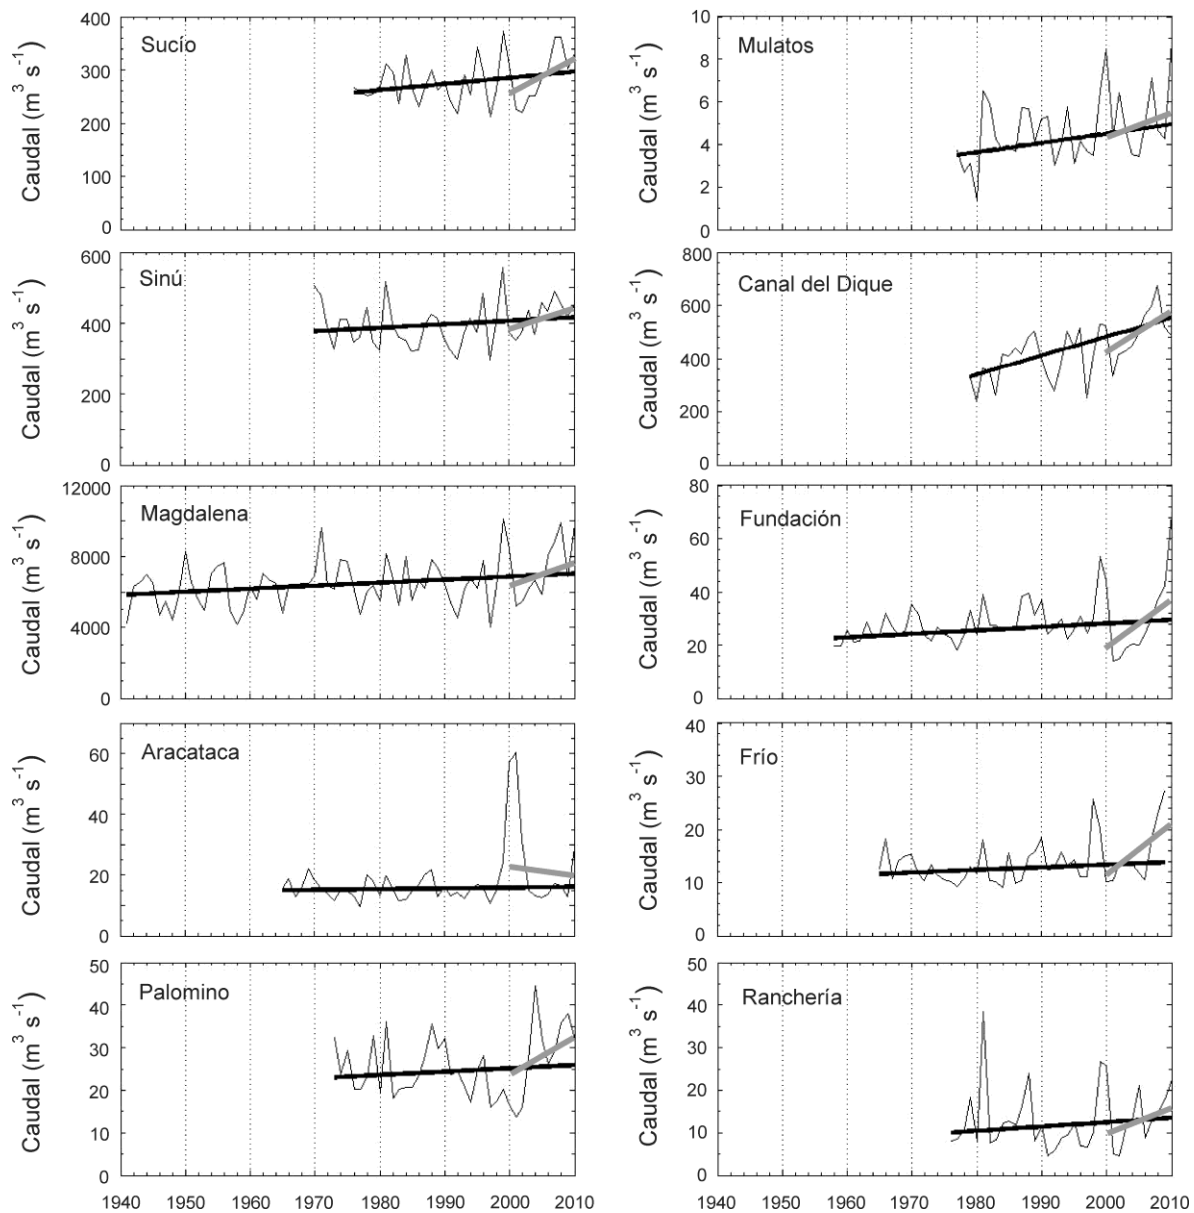 400
300
200
100
0
Caudal (m³ s⁻¹)
Sucío
10
8
6
4
2
0
Caudal (m³ s⁻¹)
Mulatos
600
400
200
0
Caudal (m³ s⁻¹)
Sinú
800
600
400
200
0
Caudal (m³ s⁻¹)
Canal del Dique
12000
8000
6000
4000
0
Caudal (m³ s⁻¹)
Magdalena
80
60
40
20
0
Caudal (m³ s⁻¹)
Fundación
60
40
20
0
Caudal (m³ s⁻¹)
Aracataca
40
30
20
10
0
Caudal (m³ s⁻¹)
Frío
50
40
30
20
10
0
Caudal (m³ s⁻¹)
Palomino
1940 1950 1960 1970 1980 1990 2000 2010
50
40
30
20
10
0
Caudal (m³ s⁻¹)
Ranchería
1940 1950 1960 1970 1980 1990 2000 2010